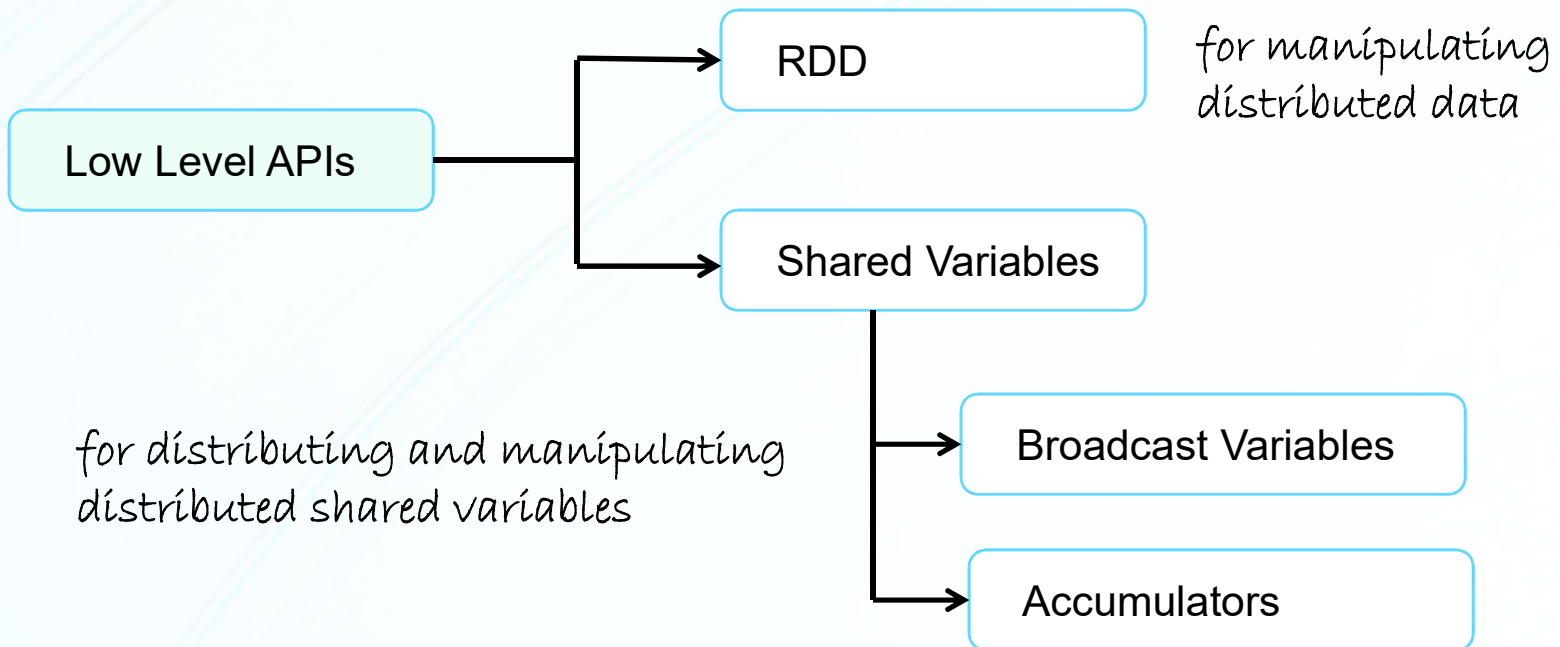 RDD
for manipulating
distributed data
Low Level APIs
Shared Variables
for distributing and manipulating
distributed shared variables
Broadcast Variables
Accumulators